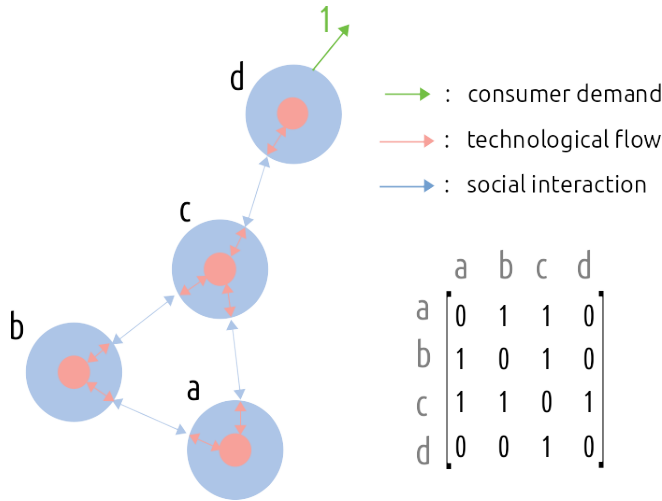 1
d
: consumer demand
: technological flow
: social interaction
c
b
a
a b c d
a 0 1 1 0
b 1 0 1 0
c 1 1 0 1
d 0 0 1 0